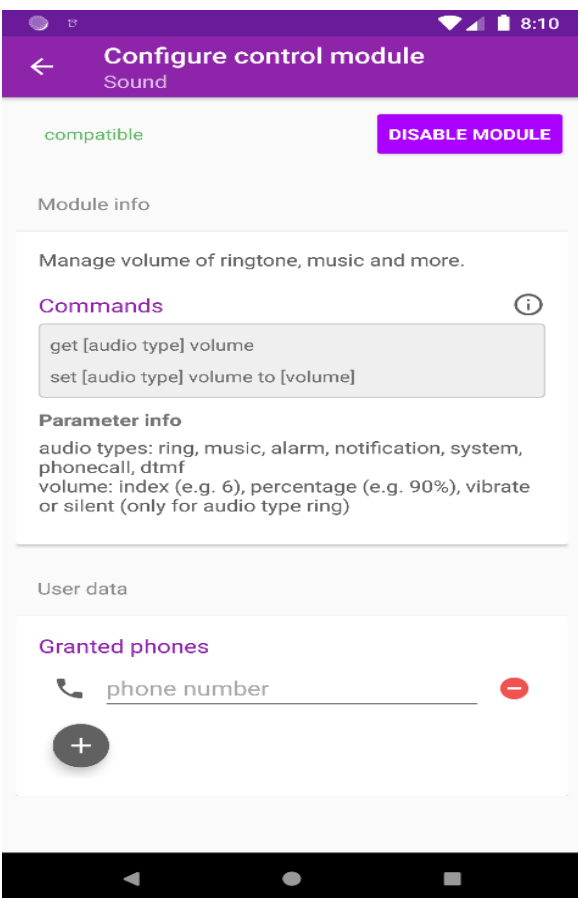 8:10
Configure control module
Sound
compatible
DISABLE MODULE
Module info
Manage volume of ringtone, music and more.
Commands
get [audio type] volume
set [audio type] volume to [volume]
Parameter info
audio types: ring, music, alarm, notification, system,
phonecall, dtmf
volume: index (e.g. 6), percentage (e.g. 90%), vibrate
or silent (only for audio type ring)
User data
Granted phones
phone number